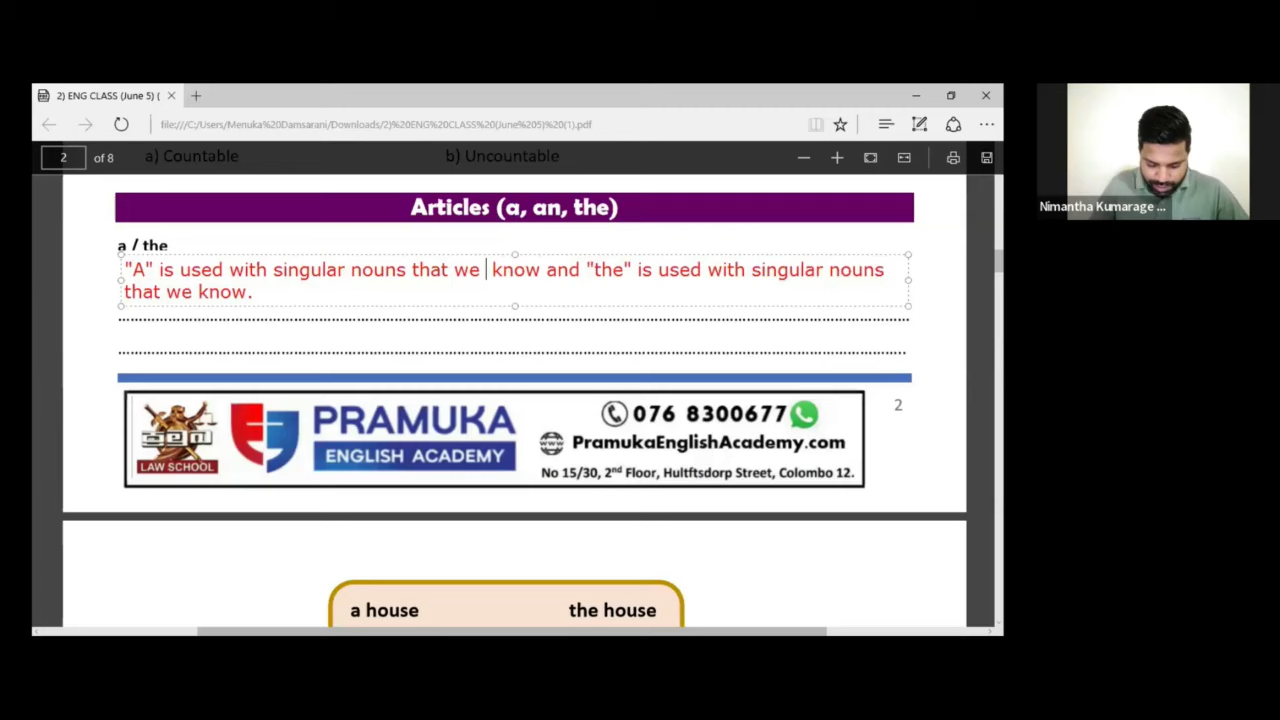 2) ENG CLASS (June 5) (
file:///C:/Users/Menuka%20Damsarani/Downloads/2)%20ENG%20CLASS%20(June%205)%20(1).pdf
2 of 8
a) Countable b) Uncountable
Articles (a, an, the)
a / the
"A" is used with singular nouns that we know and "the" is used with singular nouns
that we know.
2
LAW SCHOOL
PRAMUKA
ENGLISH ACADEMY
076 8300677
PramukaEnglishAcademy.com
No 15/30, 2nd Floor, Hulftsdorp Street, Colombo 12.
a house the house
Nimantha Kumarage ...